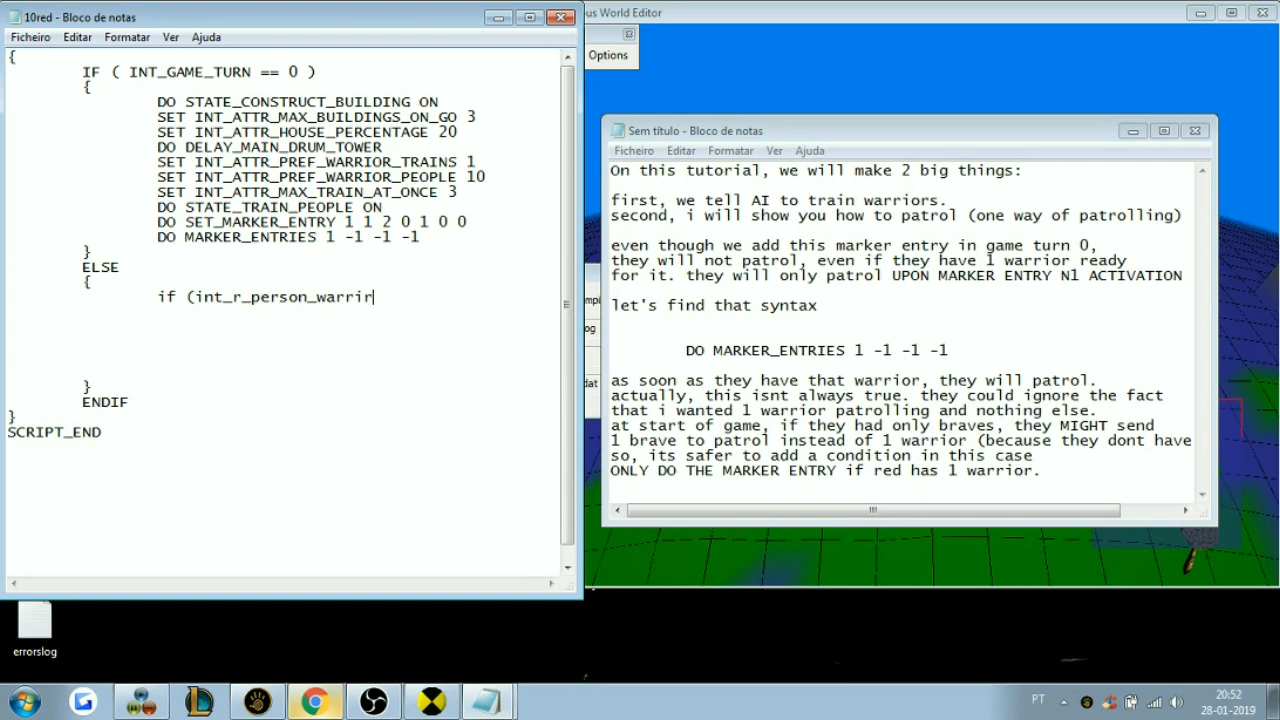 10red - Bloco de notas
Ficheiro Editar Formatar Ver Ajuda
{
IF ( INT_GAME_TURN == 0 )
{
DO STATE_CONSTRUCT_BUILDING ON
SET INT_ATTR_MAX_BUILDINGS_ON_GO 3
SET INT_ATTR_HOUSE_PERCENTAGE 20
DO DELAY_MAIN_DRUM_TOWER
SET INT_ATTR_PREF_WARRIOR_TRAINS 1
SET INT_ATTR_PREF_WARRIOR_PEOPLE 10
SET INT_ATTR_MAX_TRAIN_AT_ONCE 3
DO STATE_TRAIN_PEOPLE ON
DO SET_MARKER_ENTRY 1 1 2 0 1 0 0
DO MARKER_ENTRIES 1 -1 -1 -1
}
ELSE
{
if (int_r_person_warrir
}
ENDIF
}
SCRIPT_END
World Editor
Options
Sem título - Bloco de notas
Ficheiro Editar Formatar Ver Ajuda
On this tutorial, we will make 2 big things:
first, we tell AI to train warriors.
second, i will show you how to patrol (one way of patrolling)
even though we add this marker entry in game turn 0,
they will not patrol, even if they have 1 warrior ready
for it. they will only patrol UPON MARKER ENTRY N1 ACTIVATION
let's find that syntax
DO MARKER_ENTRIES 1 -1 -1 -1
as soon as they have that warrior, they will patrol.
actually, this isnt always true. they could ignore the fact
that i wanted 1 warrior patrolling and nothing else.
at start of game, if they had only braves, they MIGHT send
1 brave to patrol instead of 1 warrior (because they dont have
so, its safer to add a condition in this case
ONLY DO THE MARKER ENTRY if red has 1 warrior.
errorslog
PT
20:52
28-01-2019